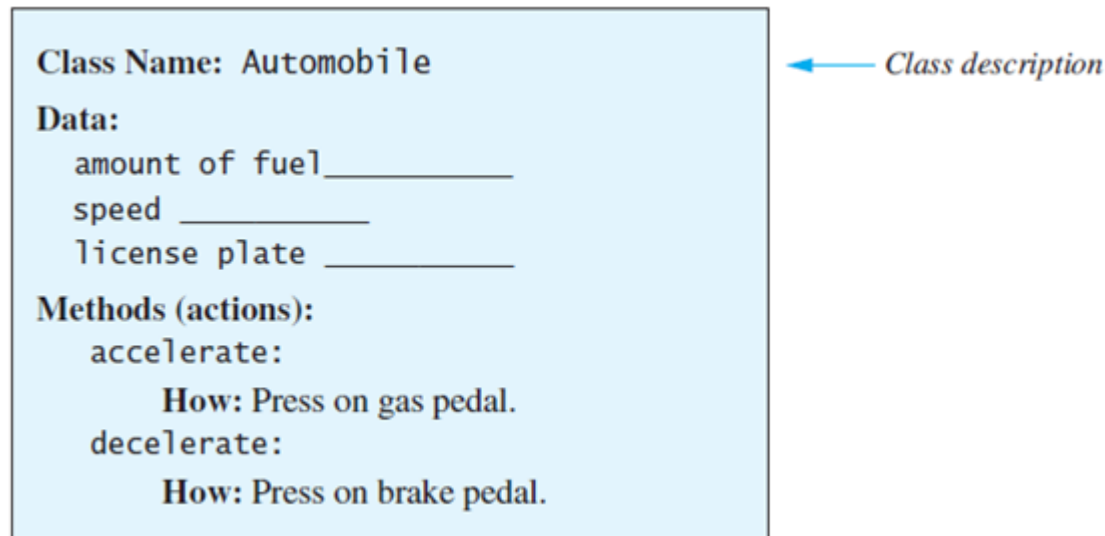 Class Name: Automobile
Class description
Data:
amount of fuel__________
speed __________
license plate __________
Methods (actions):
accelerate:
How: Press on gas pedal.
decelerate:
How: Press on brake pedal.